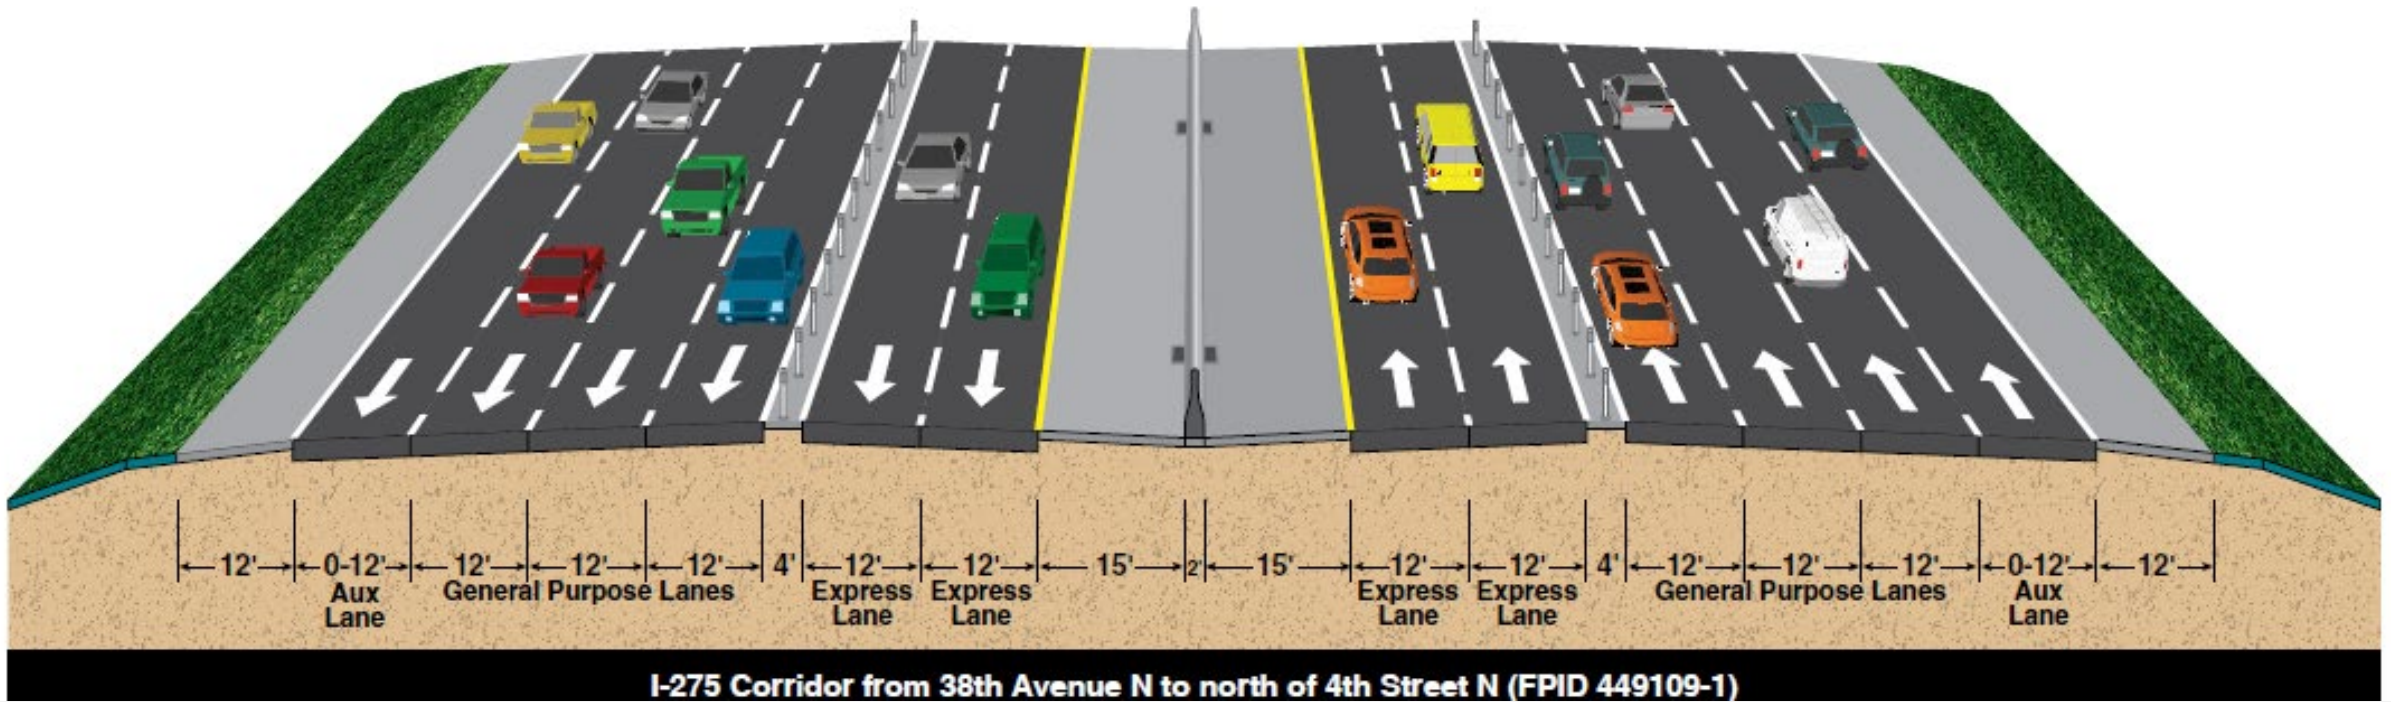 12' 0-12' 12' 12' 12' 4' 12' 12' 15' 2' 15' 12' 12' 4' 12' 12' 12' 0-12' 12'
Aux General Purpose Lanes Express Express Express Express General Purpose Lanes Aux
Lane Lane Lane Lane Lane Lane
I-275 Corridor from 38th Avenue N to north of 4th Street N (FPID 449109-1)